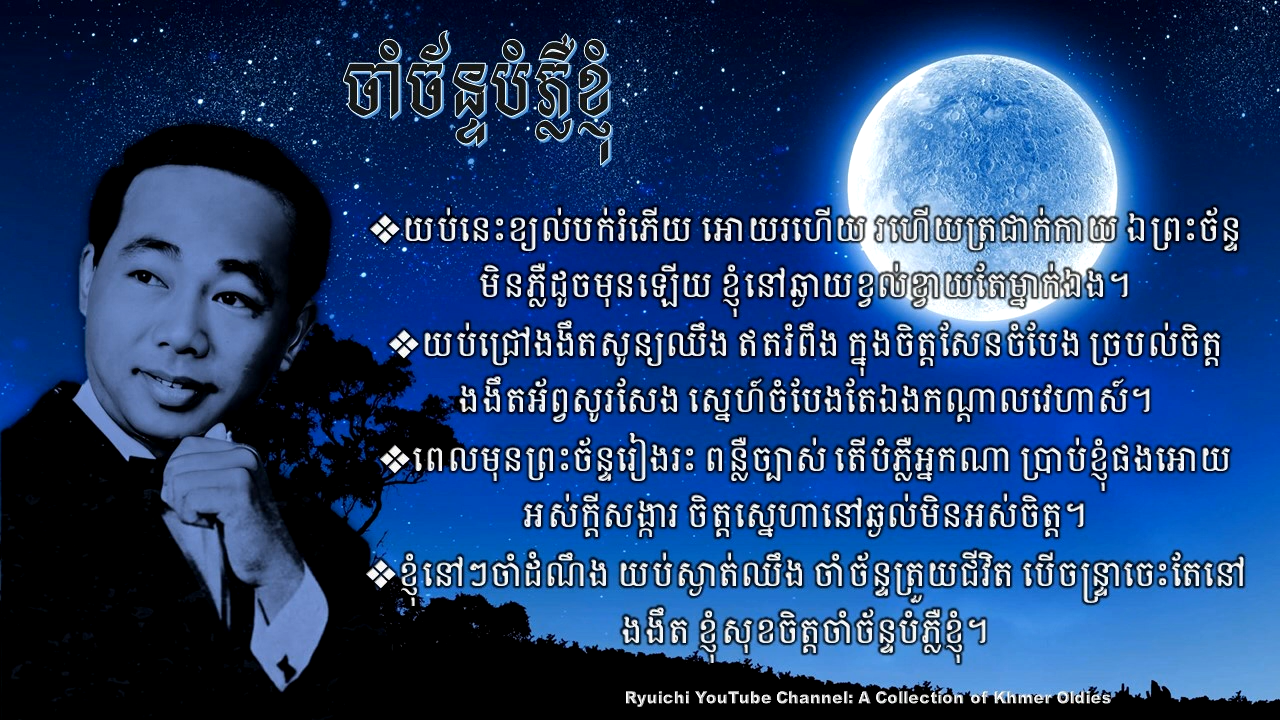 ចាំច័ន្ទបំភ្លឺខ្ញុំ
❖យប់នេះខ្យល់បក់រំភើយ អោយរហើយ រហើយត្រជាក់កាយ ឯព្រះច័ន្ទ
មិនភ្លឺដូចមុនឡើយ ខ្ញុំនៅឆ្ងាយខ្វល់ខ្វាយតែម្នាក់ឯង។
❖យប់ជ្រៅងងឹតសូន្យឈឹង ឥតរំពឹង ក្នុងចិត្តសែនចំបែង ច្របល់ចិត្ត
ងងឹតអ័ព្វសូរសែង ស្នេហ៍ចំបែងតែឯងកណ្តាលវេហាស៍។
❖ពេលមុនព្រះច័ន្ទរៀងរះ ពន្លឺច្បាស់ តើបំភ្លឺអ្នកណា ប្រាប់ខ្ញុំផងអោយ
អស់ក្តីសង្ការ ចិត្តស្នេហានៅឆ្ងល់មិនអស់ចិត្ត។
❖ខ្ញុំនៅៗចាំដំណឹង យប់ស្ងាត់ឈឹង ចាំច័ន្ទត្រួយជីវិត បើចន្ទ្រាចេះតែនៅ
ងងឹត ខ្ញុំសុខចិត្តចាំច័ន្ទបំភ្លឺខ្ញុំ។
Ryuichi YouTube Channel: A Collection of Khmer Oldies